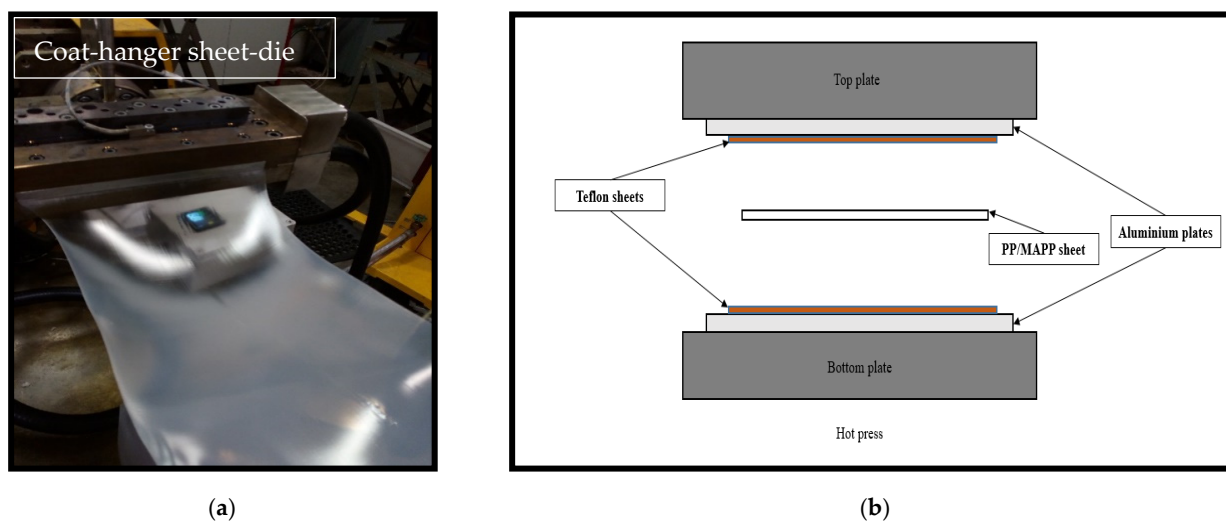 Coat-hanger sheet-die
Top plate
Teflon sheets
PP/MAPP sheet
Aluminium plates
Bottom plate
Hot press
(a)
(b)